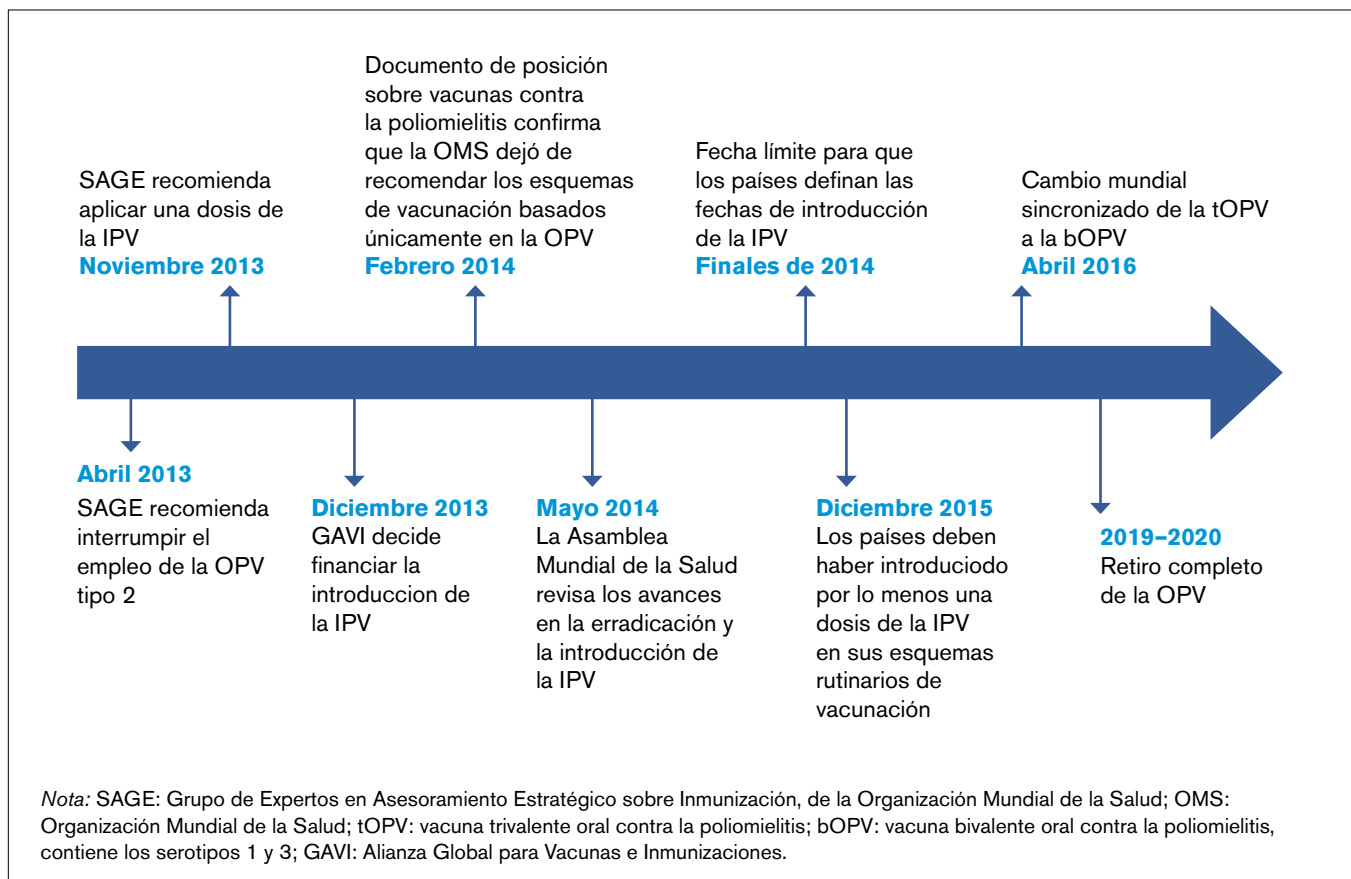 SAGE recomienda
aplicar una dosis de
la IPV
Noviembre 2013
Documento de posición
sobre vacunas contra
la poliomielitis confirma
que la OMS dejó de
recomendar los esquemas
de vacunación basados
únicamente en la OPV
Febrero 2014
Fecha límite para que
los países definan las
fechas de introducción
de la IPV
Finales de 2014
Cambio mundial
sincronizado de la tOPV
a la bOPV
Abril 2016
Abril 2013
SAGE recomienda
interrumpir el
empleo de la OPV
tipo 2
Diciembre 2013
GAVI decide
financiar la
introduccion de
la IPV
Mayo 2014
La Asamblea
Mundial de la Salud
revisa los avances
en la erradicación y
la introducción de
la IPV
Diciembre 2015
Los países deben
haber introduciodo
por lo menos una
dosis de la IPV
en sus esquemas
rutinarios de
vacunación
2019–2020
Retiro completo
de la OPV
Nota: SAGE: Grupo de Expertos en Asesoramiento Estratégico sobre Inmunización, de la Organización Mundial de la Salud; OMS:
Organización Mundial de la Salud; tOPV: vacuna trivalente oral contra la poliomielitis; bOPV: vacuna bivalente oral contra la poliomielitis,
contiene los serotipos 1 y 3; GAVI: Alianza Global para Vacunas e Inmunizaciones.